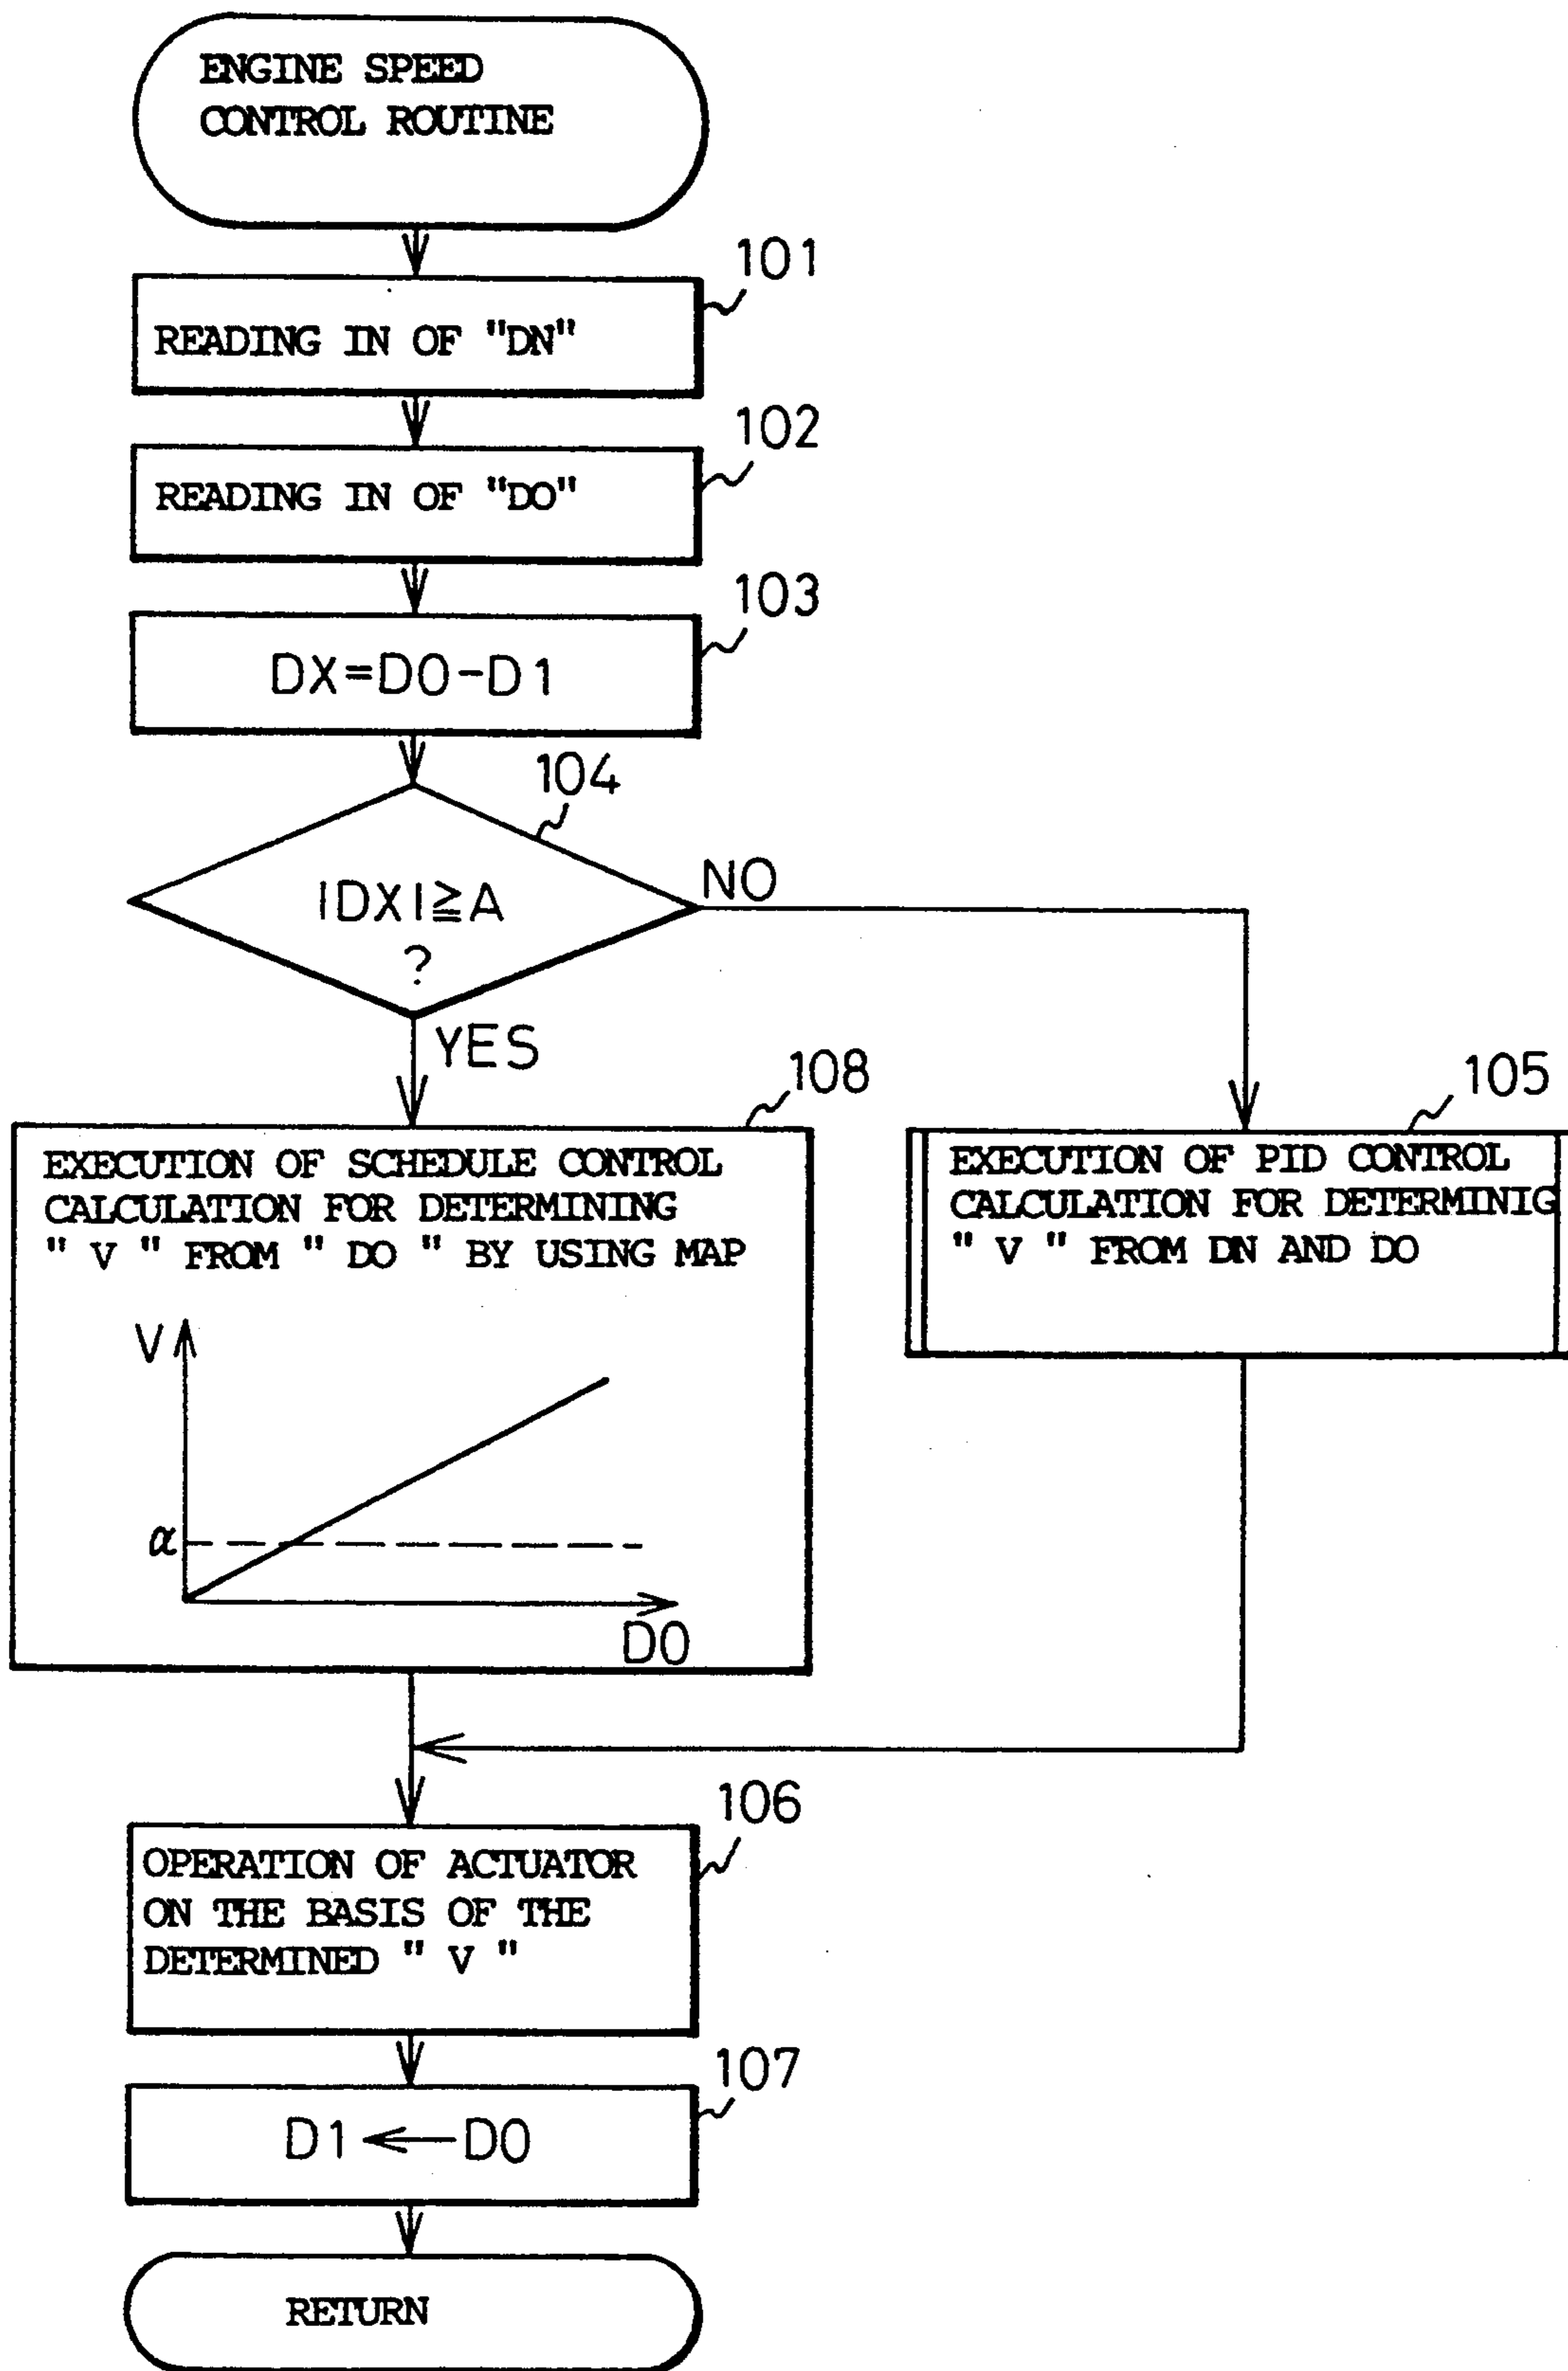 ENGINE SPEED
CONTROL ROUTINE
101
READING IN OF "DN"
102
READING IN OF "DO"
103
DX=D0-D1
104
|DX|≧A
?
NO
YES
108
EXECUTION OF SCHEDULE CONTROL
CALCULATION FOR DETERMINING
" V " FROM " DO " BY USING MAP
V
α
D0
105
EXECUTION OF PID CONTROL
CALCULATION FOR DETERMINIG
" V " FROM DN AND DO
106
OPERATION OF ACTUATOR
ON THE BASIS OF THE
DETERMINED " V "
107
D1←D0
RETURN